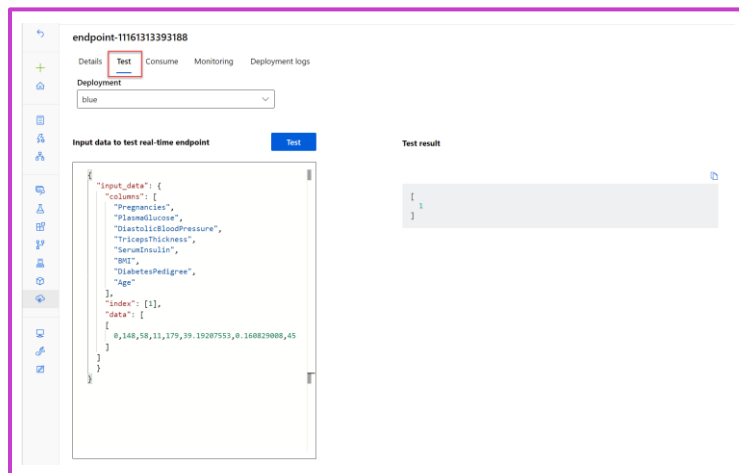 endpoint-11161313393188
Details Test Consume Monitoring Deployment logs
Deployment
blue
Input data to test real-time endpoint
Test
Test result
{
"input_data": {
"columns": [
"Pregnancies",
"PlasmaGlucose",
"DiastolicBloodPressure",
"TricepsThickness",
"SerumInsulin",
"BMI",
"DiabetesPedigree",
"Age"
],
"index": [1],
"data": [
[
0,148,58,11,179,39.19207553,0.160829008,45
]
]
}
}
[
1
]